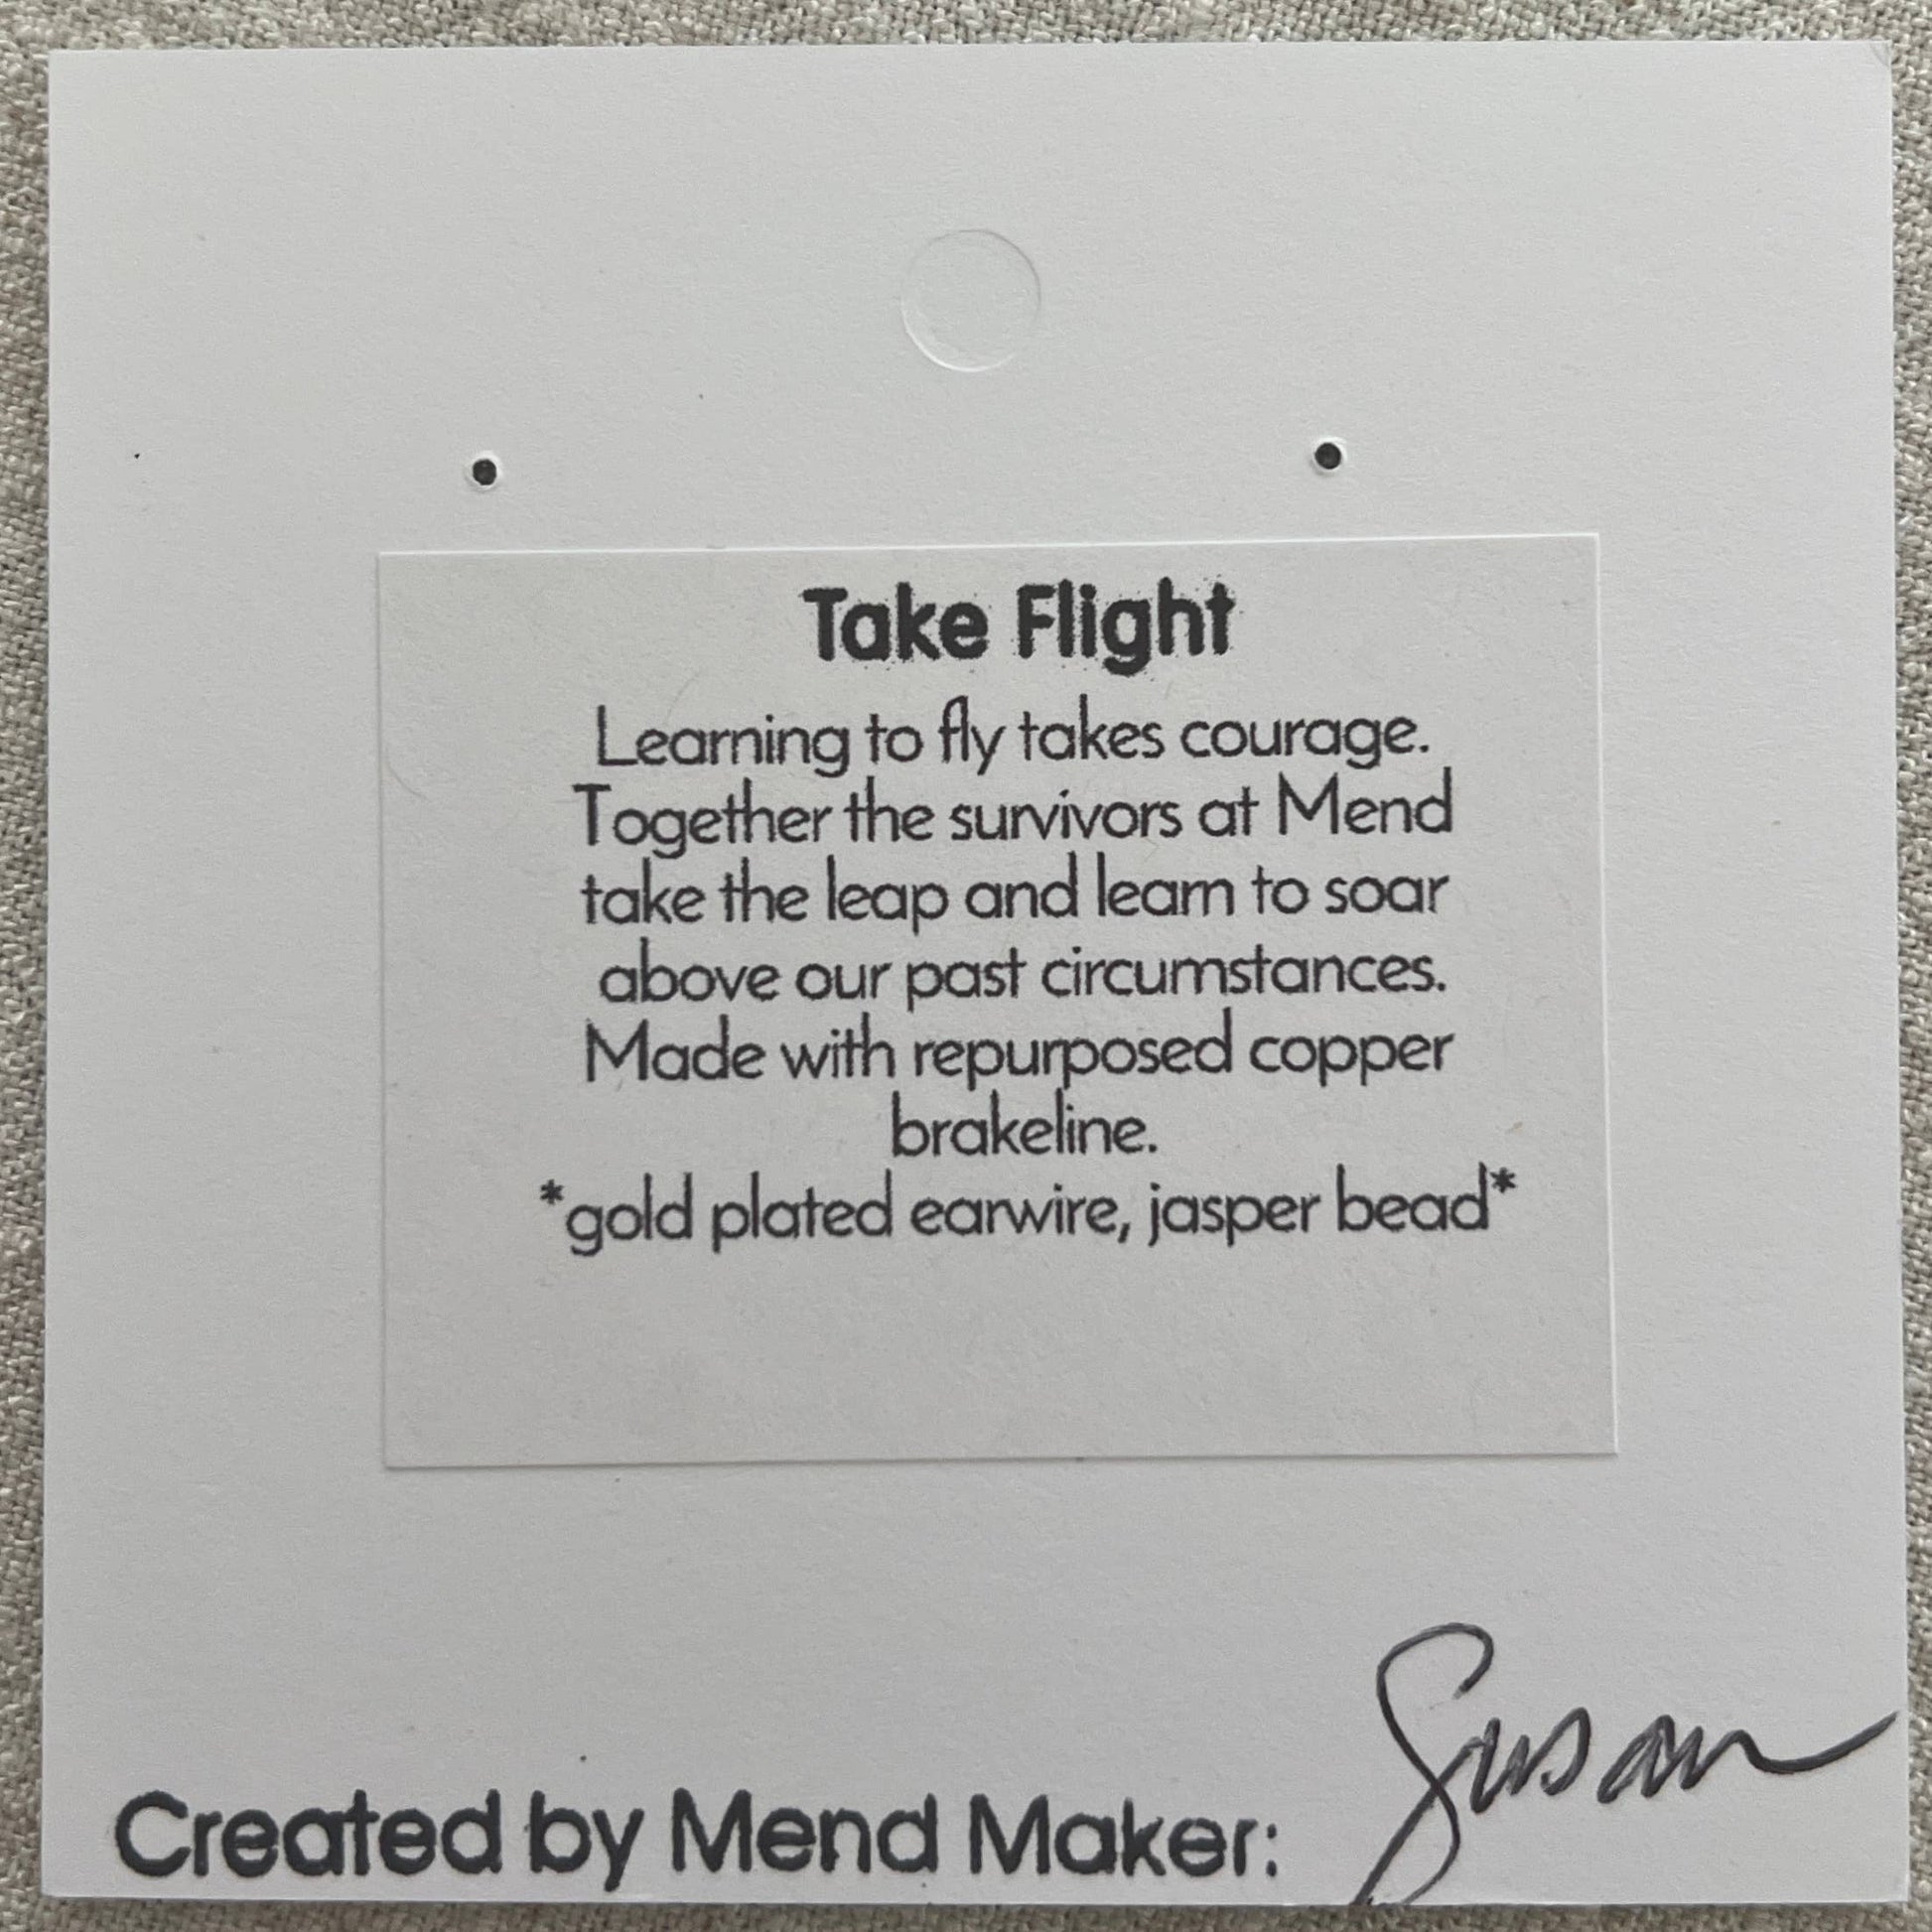 Take Flight
Learning to fly takes courage.
Together the survivors at Mend
take the leap and learn to soar
above our past circumstances.
Made with repurposed copper
brakeline.
*gold plated earwire, jasper bead*
Created by Mend Maker: Susan